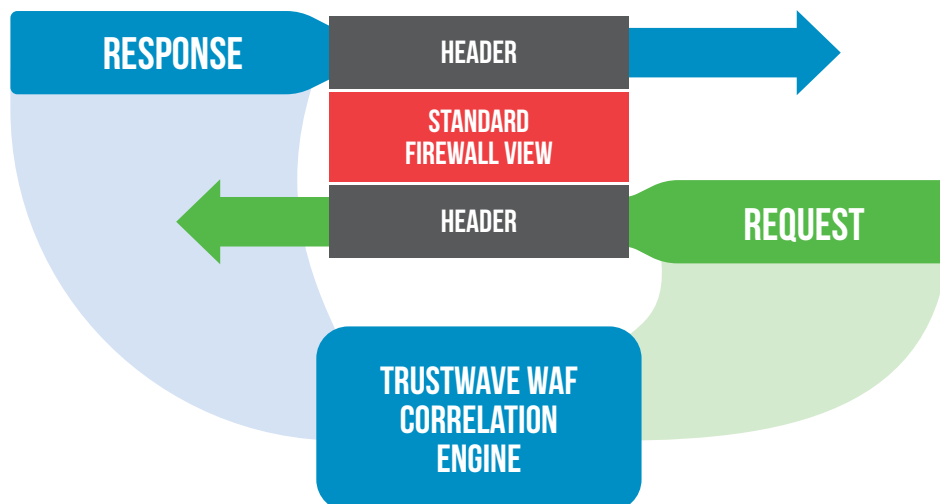 RESPONSE
HEADER
STANDARD
FIREWALL VIEW
HEADER
REQUEST
TRUSTWAVE WAF
CORRELATION
ENGINE